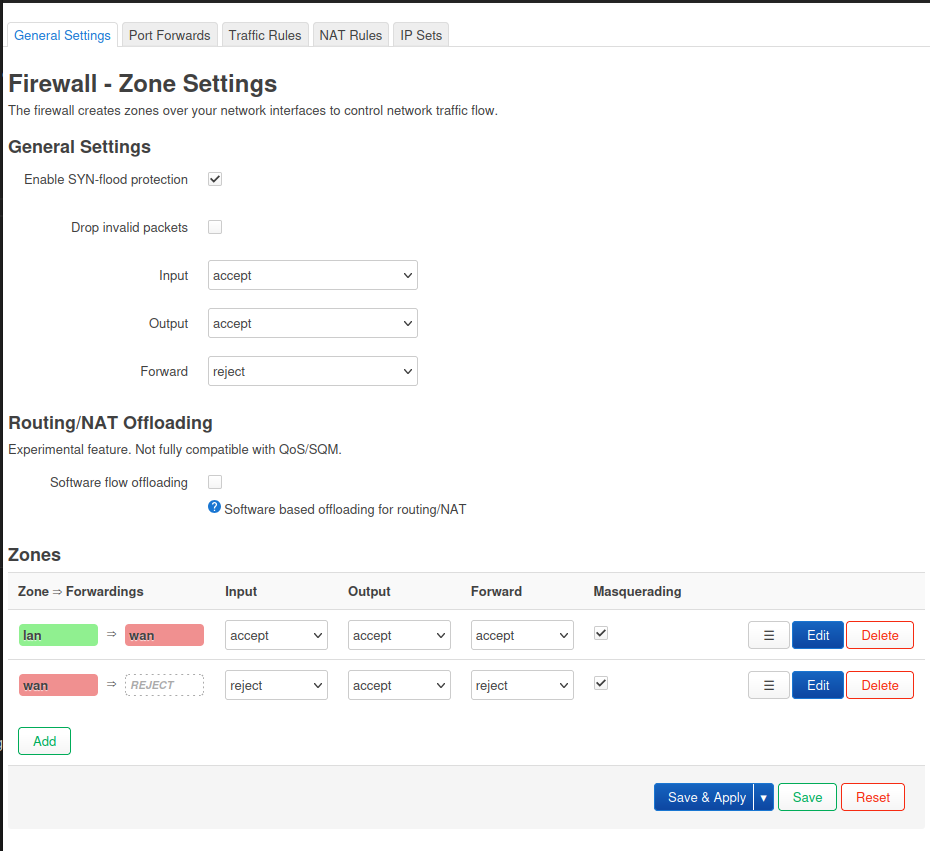 General Settings Port Forwards Traffic Rules NAT Rules IP Sets
Firewall - Zone Settings
The firewall creates zones over your network interfaces to control network traffic flow.
General Settings
Enable SYN-flood protection
Drop invalid packets
Input accept
Output accept
Forward reject
Routing/NAT Offloading
Experimental feature. Not fully compatible with QoS/SQM.
Software flow offloading
? Software based offloading for routing/NAT
Zones
Zone ⇒ Forwardings Input Output Forward Masquerading
lan ⇒ wan accept accept accept ☰ Edit Delete
wan ⇒ REJECT reject accept reject ☰ Edit Delete
Add
Save & Apply ▾ Save Reset